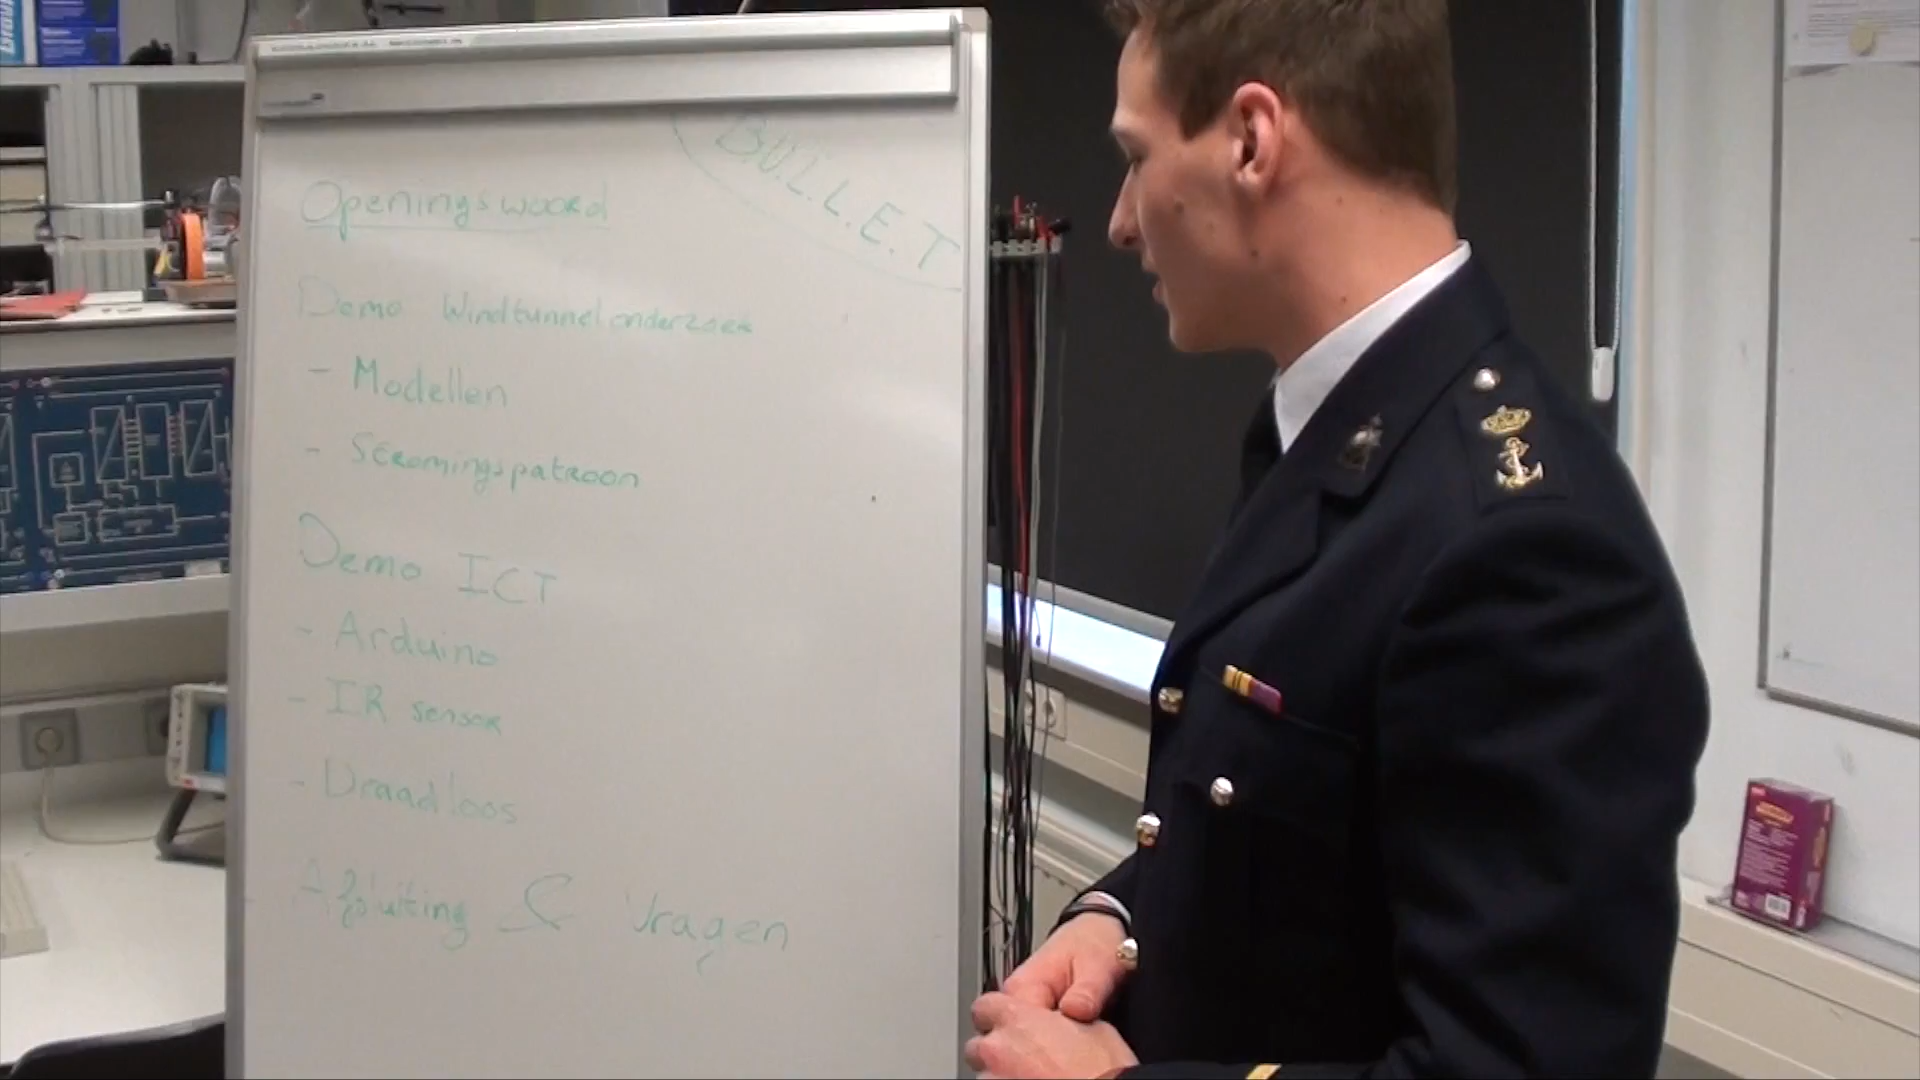 B.U.L.L.E.T
Openingswoord
Demo Windtunnelonderzoek
- Modellen
- Stromingspatroon
Demo ICT
- Arduino
- IR sensor
- Draadloos
Afsluiting & Vragen